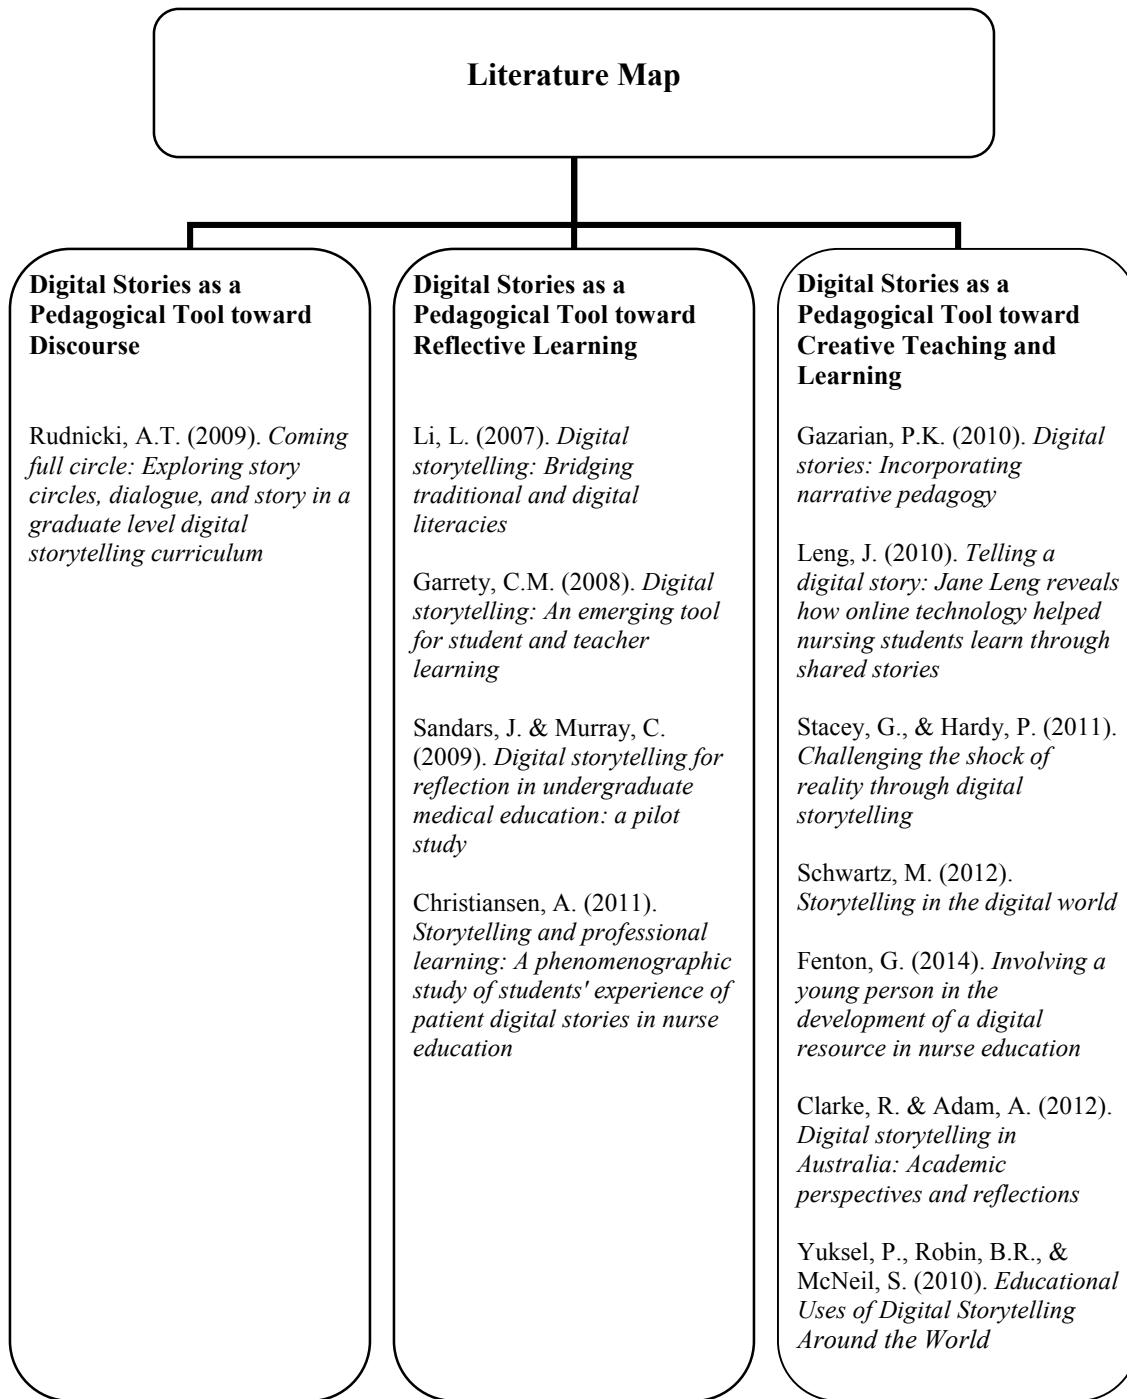 Literature Map
Digital Stories as a
Pedagogical Tool toward
Discourse
Rudnicki, A.T. (2009). Coming
full circle: Exploring story
circles, dialogue, and story in a
graduate level digital
storytelling curriculum
Digital Stories as a
Pedagogical Tool toward
Reflective Learning
Li, L. (2007). Digital
storytelling: Bridging
traditional and digital
literacies
Garrety, C.M. (2008). Digital
storytelling: An emerging tool
for student and teacher
learning
Sandars, J. & Murray, C.
(2009). Digital storytelling for
reflection in undergraduate
medical education: a pilot
study
Christiansen, A. (2011).
Storytelling and professional
learning: A phenomenographic
study of students' experience of
patient digital stories in nurse
education
Digital Stories as a
Pedagogical Tool toward
Creative Teaching and
Learning
Gazarian, P.K. (2010). Digital
stories: Incorporating
narrative pedagogy
Leng, J. (2010). Telling a
digital story: Jane Leng reveals
how online technology helped
nursing students learn through
shared stories
Stacey, G., & Hardy, P. (2011).
Challenging the shock of
reality through digital
storytelling
Schwartz, M. (2012).
Storytelling in the digital world
Fenton, G. (2014). Involving a
young person in the
development of a digital
resource in nurse education
Clarke, R. & Adam, A. (2012).
Digital storytelling in
Australia: Academic
perspectives and reflections
Yuksel, P., Robin, B.R., &
McNeil, S. (2010). Educational
Uses of Digital Storytelling
Around the World